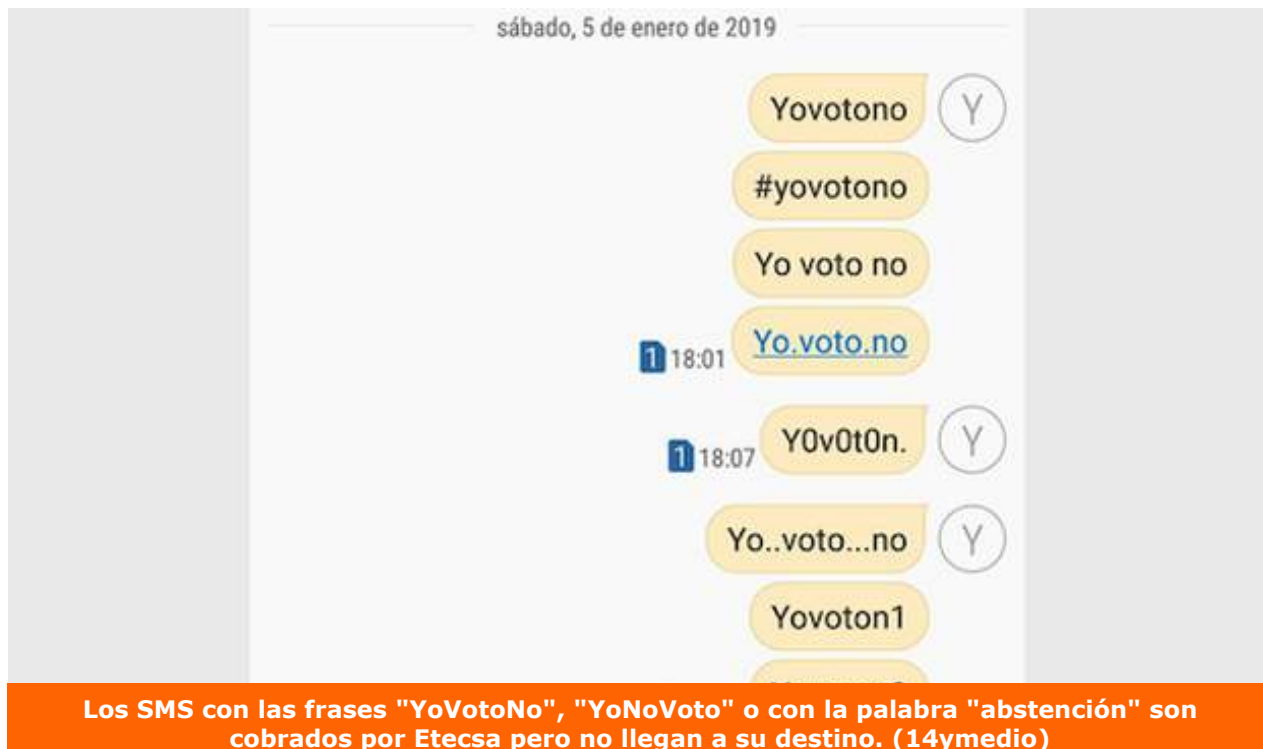 sábado, 5 de enero de 2019
Yovotono
Y
#yovotono
Yo voto no
Yo.voto.no
1 18:01
Y0v0t0n.
Y
1 18:07
Yo..voto...no
Y
Yovoton1
Los SMS con las frases "YoVotoNo", "YoNoVoto" o con la palabra "abstención" son
cobrados por Etecsa pero no llegan a su destino. (14ymedio)